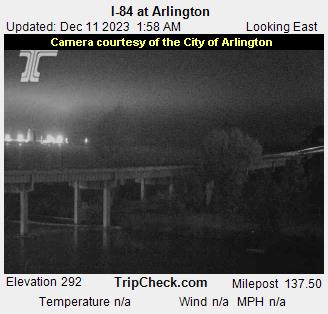 I-84 at Arlington
Updated: Dec 11 2023 1:58 AM Looking East
Camera courtesy of the City of Arlington
Elevation 292 TripCheck.com Milepost 137.50
Temperature n/a Wind n/a MPH n/a